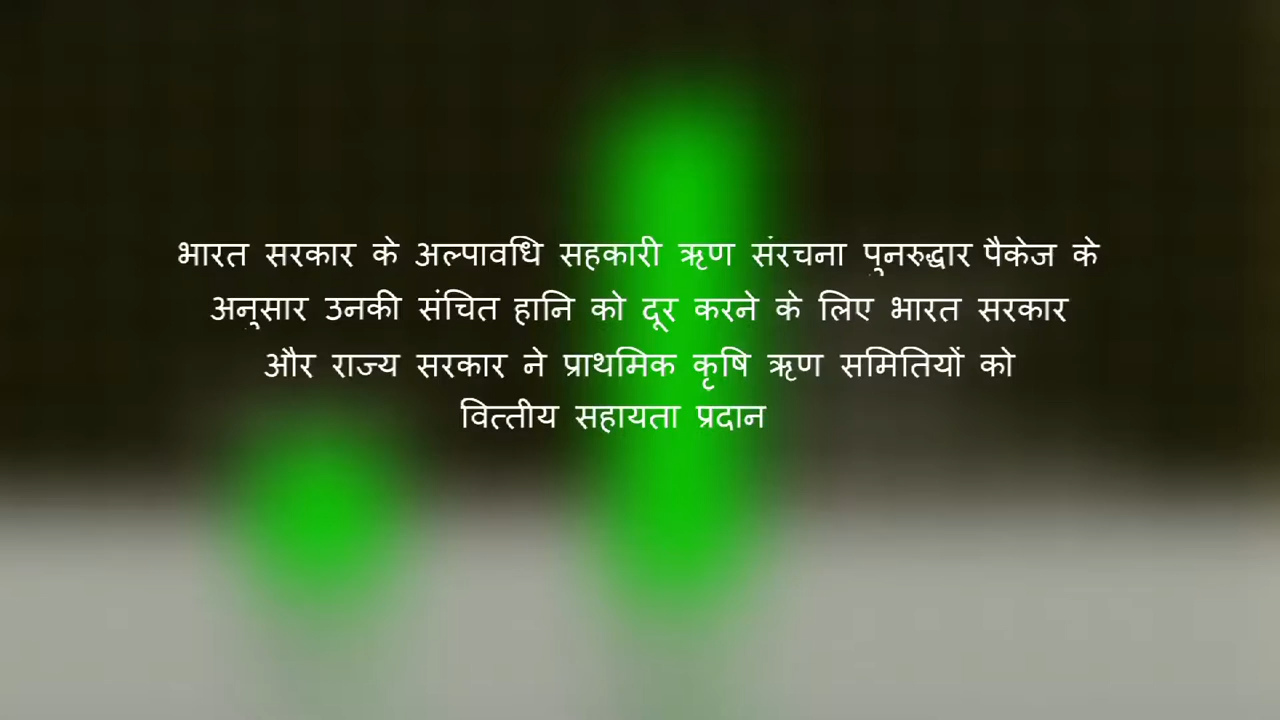 भारत सरकार के अल्पावधि सहकारी ऋण संरचना पुनरुद्धार पैकेज के
अनुसार उनकी संचित हानि को दूर करने के लिए भारत सरकार
और राज्य सरकार ने प्राथमिक कृषि ऋण समितियों को
वित्तीय सहायता प्रदान